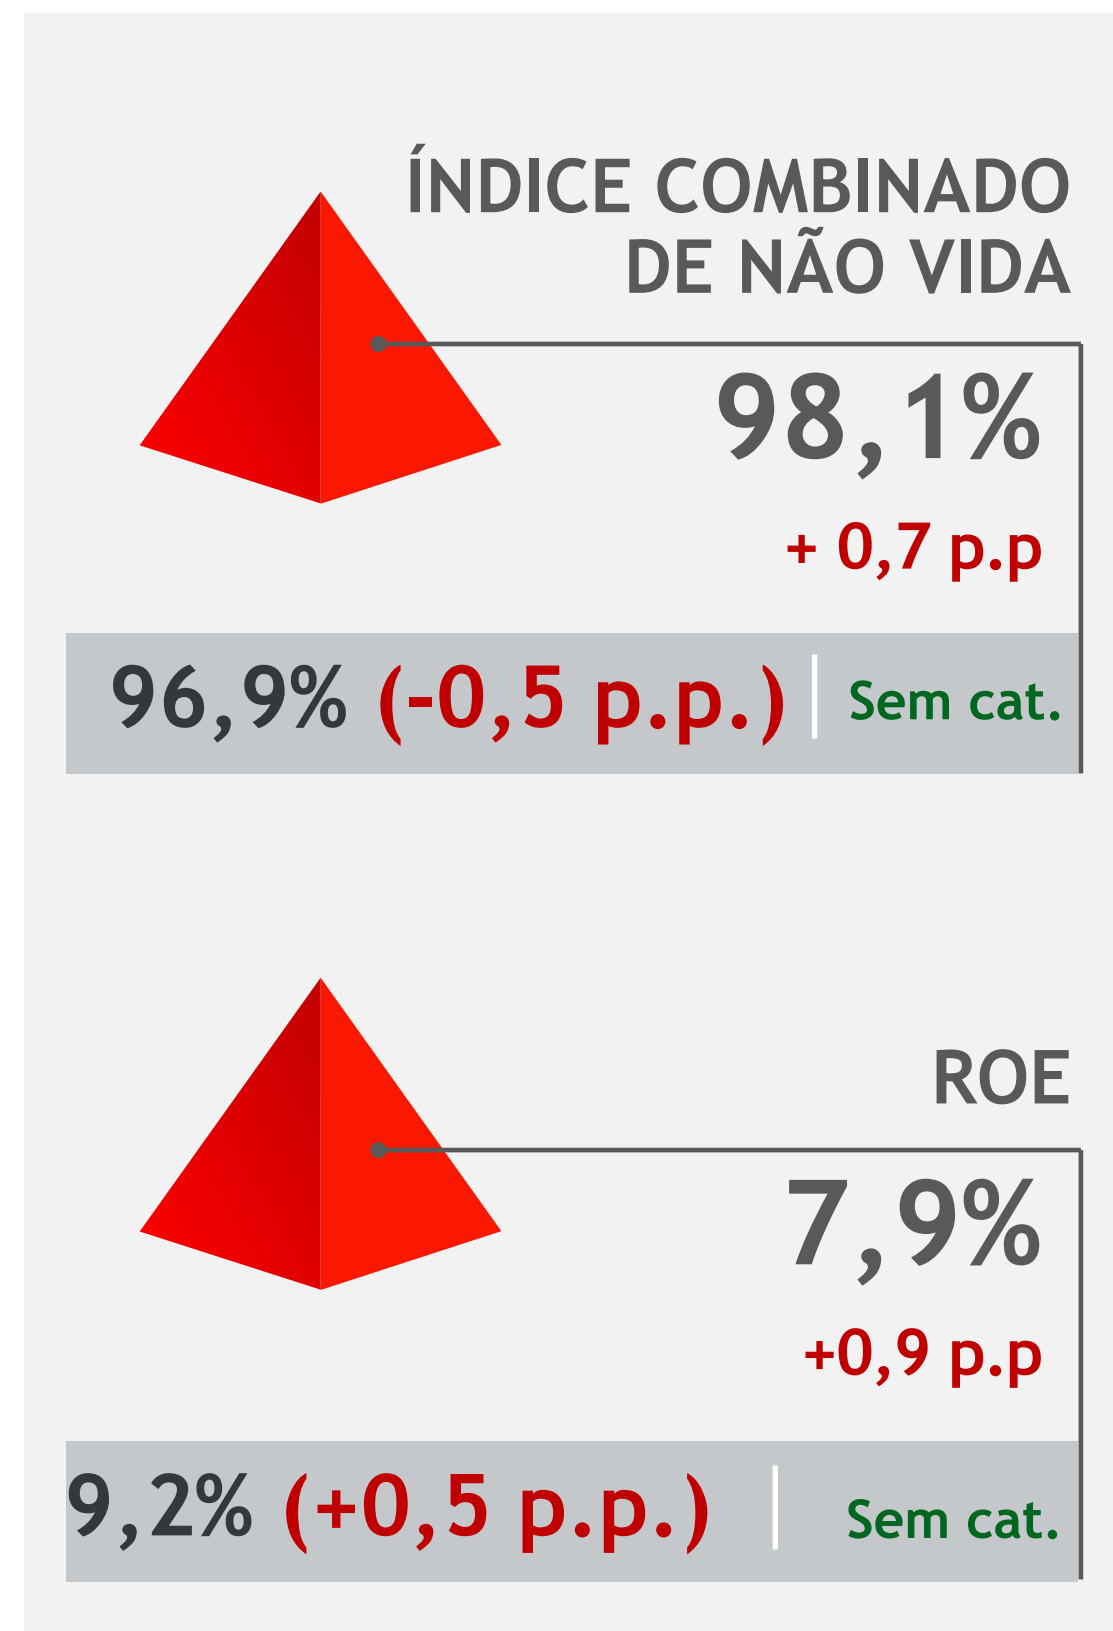 ÍNDICE COMBINADO
DE NÃO VIDA
98,1%
+ 0,7 p.p
96,9% (-0,5 p.p.) Sem cat.
ROE
7,9%
+0,9 p.p
9,2% (+0,5 p.p.) Sem cat.